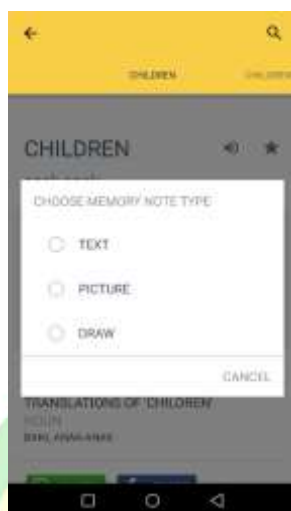 CHILDREN
CHILDREN
CHOOSE MEMORY NOTE TYPE
TEXT
PICTURE
DRAW
CANCEL
TRANSLATIONS OF 'CHILDREN'
NOUN